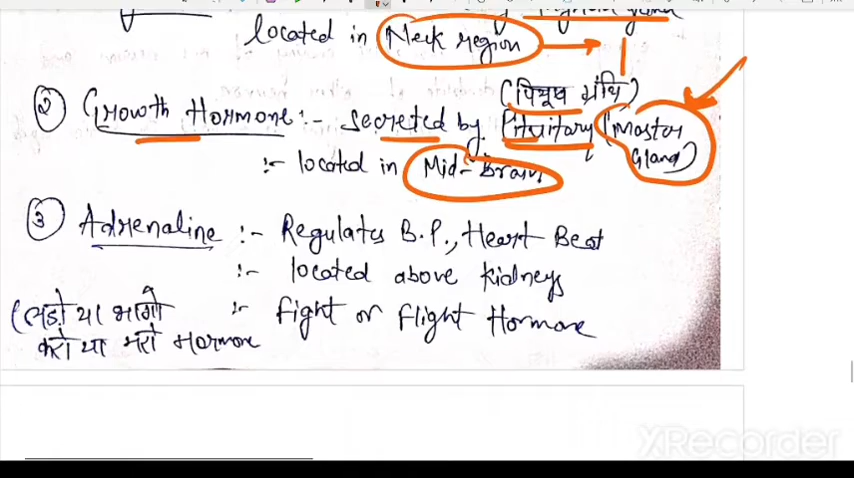 located in Neck region
(पियूष ग्रंथि)
② Growth Hormone :- secreted by Pituitary (Master Gland)
:- located in Mid-Brain
③ Adrenaline :- Regulates B.P., Heart Beat
:- located above kidneys
(लड़ो या भागो :- fight or flight Hormone
करो या मरो Hormone
XRecorder